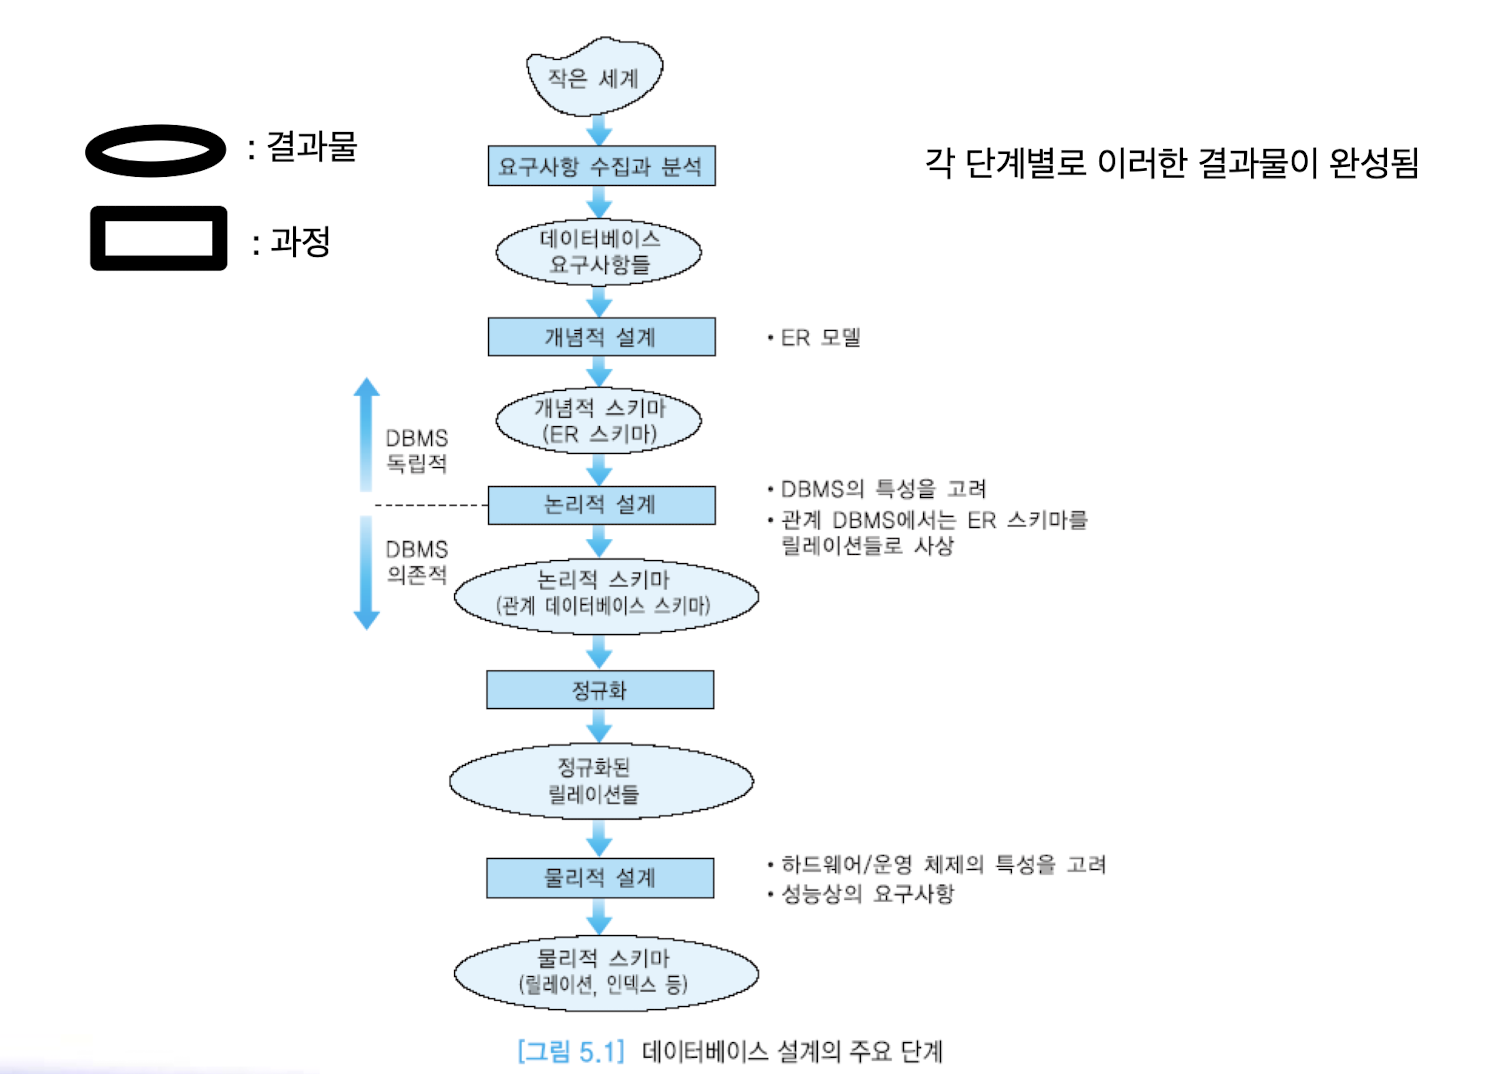 작은 세계
: 결과물
요구사항 수집과 분석
각 단계별로 이러한 결과물이 완성됨
: 과정
데이터베이스
요구사항들
개념적 설계
• ER 모델
개념적 스키마
(ER 스키마)
DBMS
독립적
논리적 설계
• DBMS의 특성을 고려
• 관계 DBMS에서는 ER 스키마를
릴레이션들로 사상
DBMS
의존적
논리적 스키마
(관계 데이터베이스 스키마)
정규화
정규화된
릴레이션들
물리적 설계
• 하드웨어/운영 체제의 특성을 고려
• 성능상의 요구사항
물리적 스키마
(릴레이션, 인덱스 등)
[그림 5.1] 데이터베이스 설계의 주요 단계